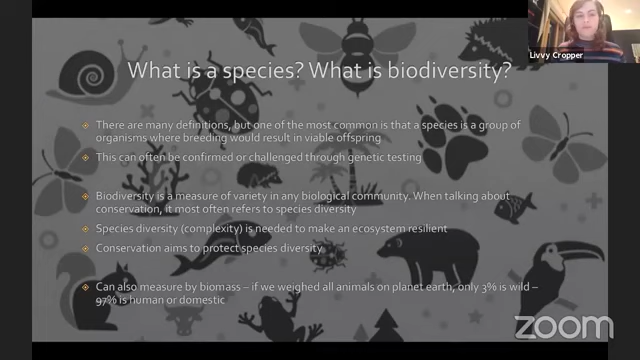 Livvy Cropper
What is a species? What is biodiversity?
There are many definitions, but one of the most common is that a species is a group of
organisms where breeding would result in viable offspring
This can often be confirmed or challenged through genetic testing
Biodiversity is a measure of variety in any biological community. When talking about
conservation, it most often refers to species diversity
Species diversity (complexity) is needed to make an ecosystem resilient
Conservation aims to protect species diversity
Can also measure by biomass – if we weighed all animals on planet earth, only 3% is wild –
97% is human or domestic
zoom